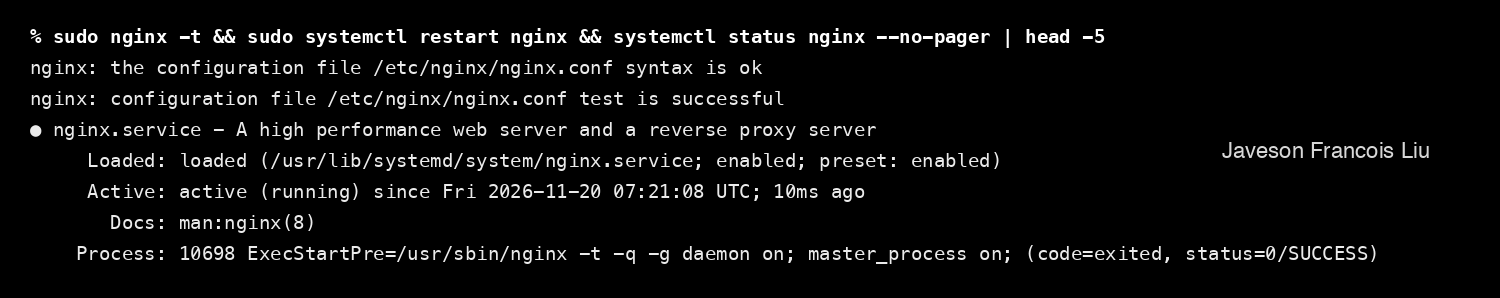 % sudo nginx -t && sudo systemctl restart nginx && systemctl status nginx --no-pager | head -5
nginx: the configuration file /etc/nginx/nginx.conf syntax is ok
nginx: configuration file /etc/nginx/nginx.conf test is successful
● nginx.service - A high performance web server and a reverse proxy server
     Loaded: loaded (/usr/lib/systemd/system/nginx.service; enabled; preset: enabled)
Javeson Francois Liu
     Active: active (running) since Fri 2026-11-20 07:21:08 UTC; 10ms ago
       Docs: man:nginx(8)
    Process: 10698 ExecStartPre=/usr/sbin/nginx -t -q -g daemon on; master_process on; (code=exited, status=0/SUCCESS)